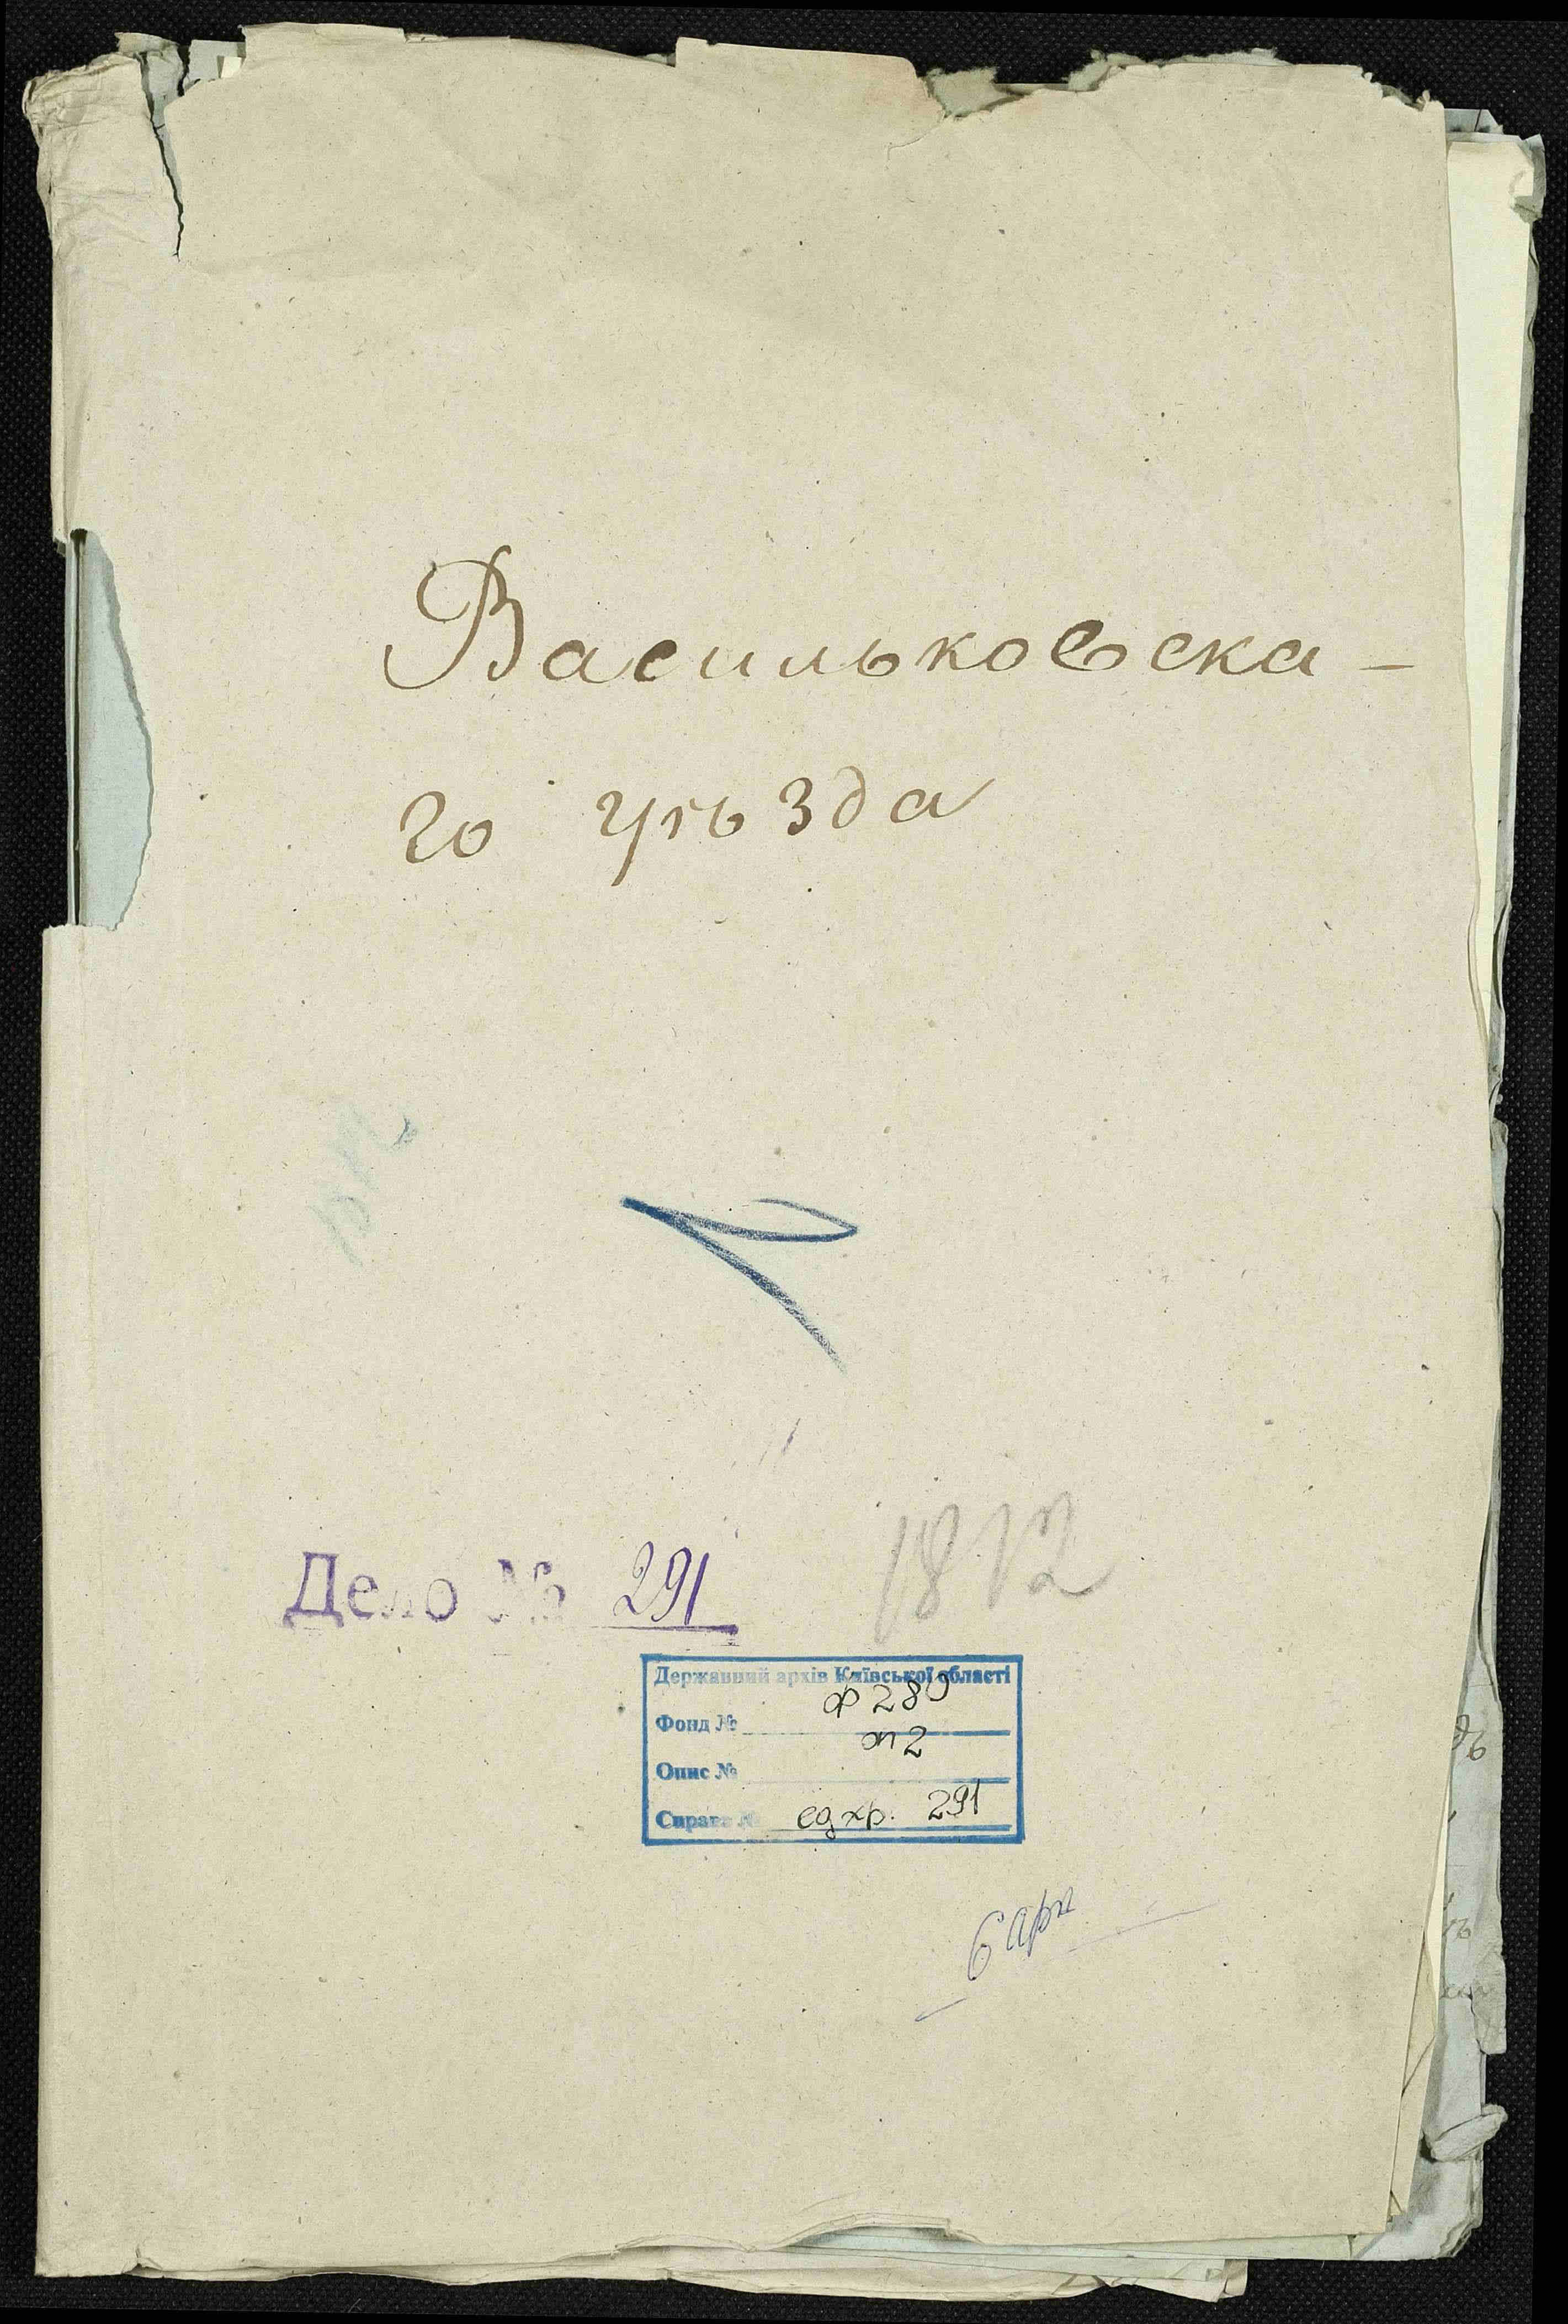 Васильковска-
го уѣзда
Дело № 291
1812
Державний архів Київської області
Фонд № ф 280
Опис № оп 2
Справа № ед хр. 291
6 арк